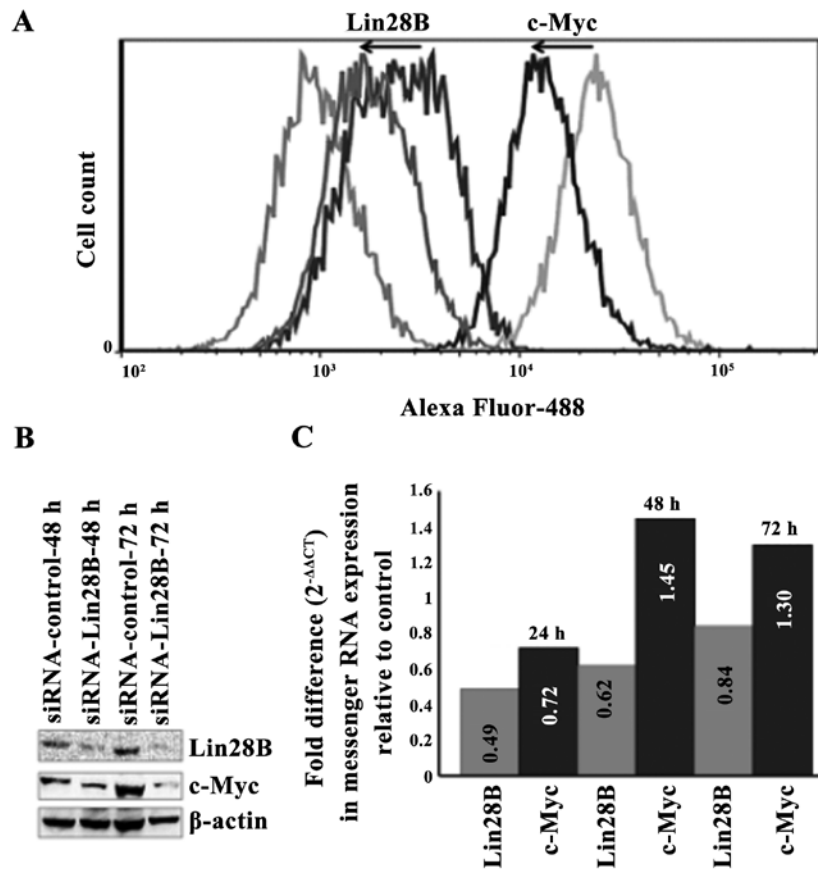 A
Lin28B
c-Myc
Cell count
0
10²
10³
10⁴
10⁵
Alexa Fluor-488
B
siRNA-control-48 h
siRNA-Lin28B-48 h
siRNA-control-72 h
siRNA-Lin28B-72 h
Lin28B
c-Myc
β-actin
C
Fold difference (2⁻ΔΔCT)
in messenger RNA expression
relative to control
1.6
1.4
1.2
1
0.8
0.6
0.4
0.2
0
24 h
48 h
72 h
0.49
0.72
0.62
1.45
0.84
1.30
Lin28B
c-Myc
Lin28B
c-Myc
Lin28B
c-Myc